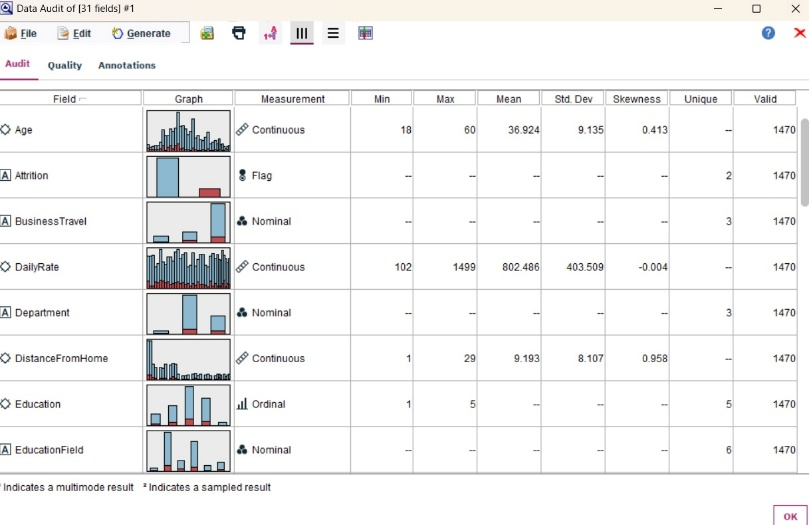 Data Audit of [31 fields] #1
File Edit Generate
Audit Quality Annotations
Field Graph Measurement Min Max Mean Std. Dev Skewness Unique Valid
Age Continuous 18 60 36.924 9.135 0.413 -- 1470
A Attrition Flag -- -- -- -- -- 2 1470
A BusinessTravel Nominal -- -- -- -- -- 3 1470
DailyRate Continuous 102 1499 802.486 403.509 -0.004 -- 1470
A Department Nominal -- -- -- -- -- 3 1470
DistanceFromHome Continuous 1 29 9.193 8.107 0.958 -- 1470
Education Ordinal 1 5 -- -- -- 5 1470
A EducationField Nominal -- -- -- -- -- 6 1470
Indicates a multimode result ² Indicates a sampled result
OK